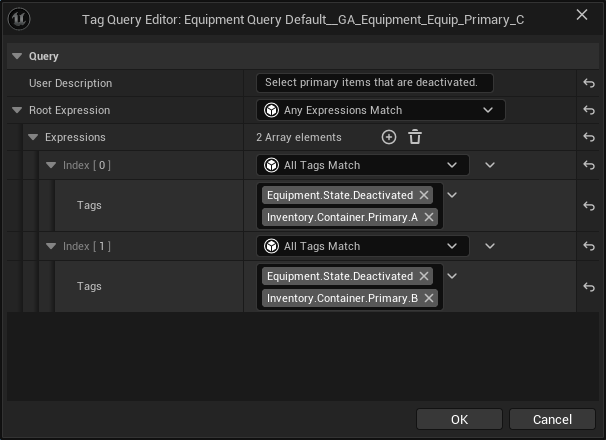 Tag Query Editor: Equipment Query Default__GA_Equipment_Equip_Primary_C
Query
User Description Select primary items that are deactivated.
Root Expression Any Expressions Match
Expressions 2 Array elements
Index [ 0 ] All Tags Match
Equipment.State.Deactivated
Tags
Inventory.Container.Primary.A
Index [ 1 ] All Tags Match
Equipment.State.Deactivated
Tags
Inventory.Container.Primary.B
OK Cancel